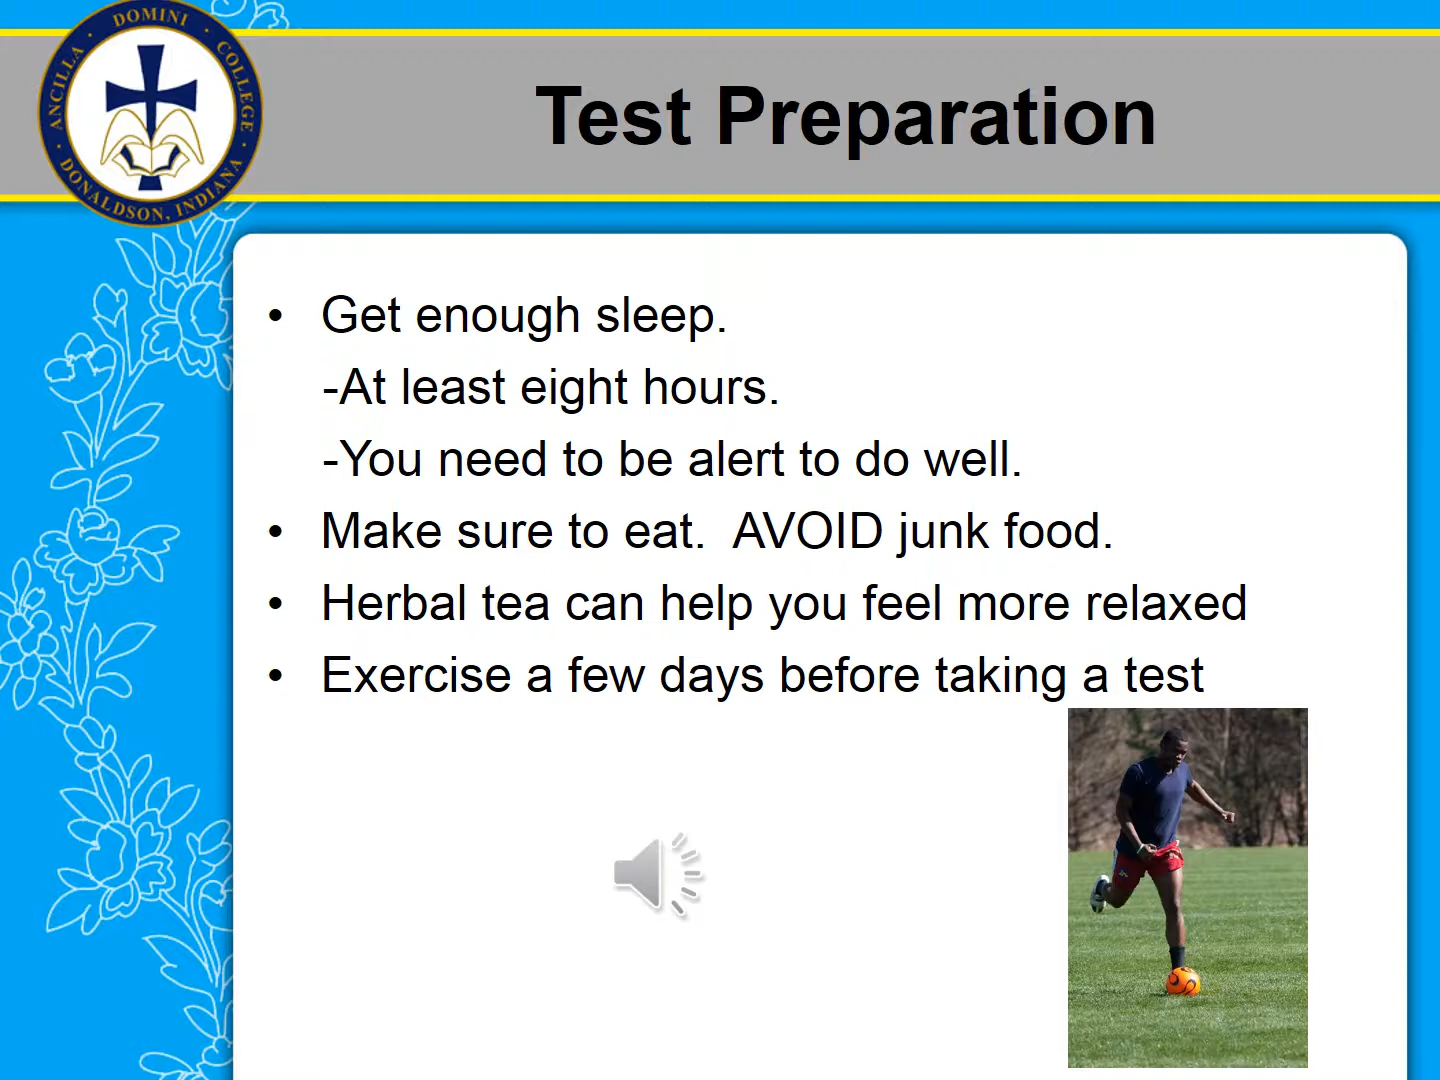 ANCILLA · DOMINI · COLLEGE
· DONALDSON, INDIANA ·
Test Preparation
• Get enough sleep.
-At least eight hours.
-You need to be alert to do well.
• Make sure to eat.  AVOID junk food.
• Herbal tea can help you feel more relaxed
• Exercise a few days before taking a test